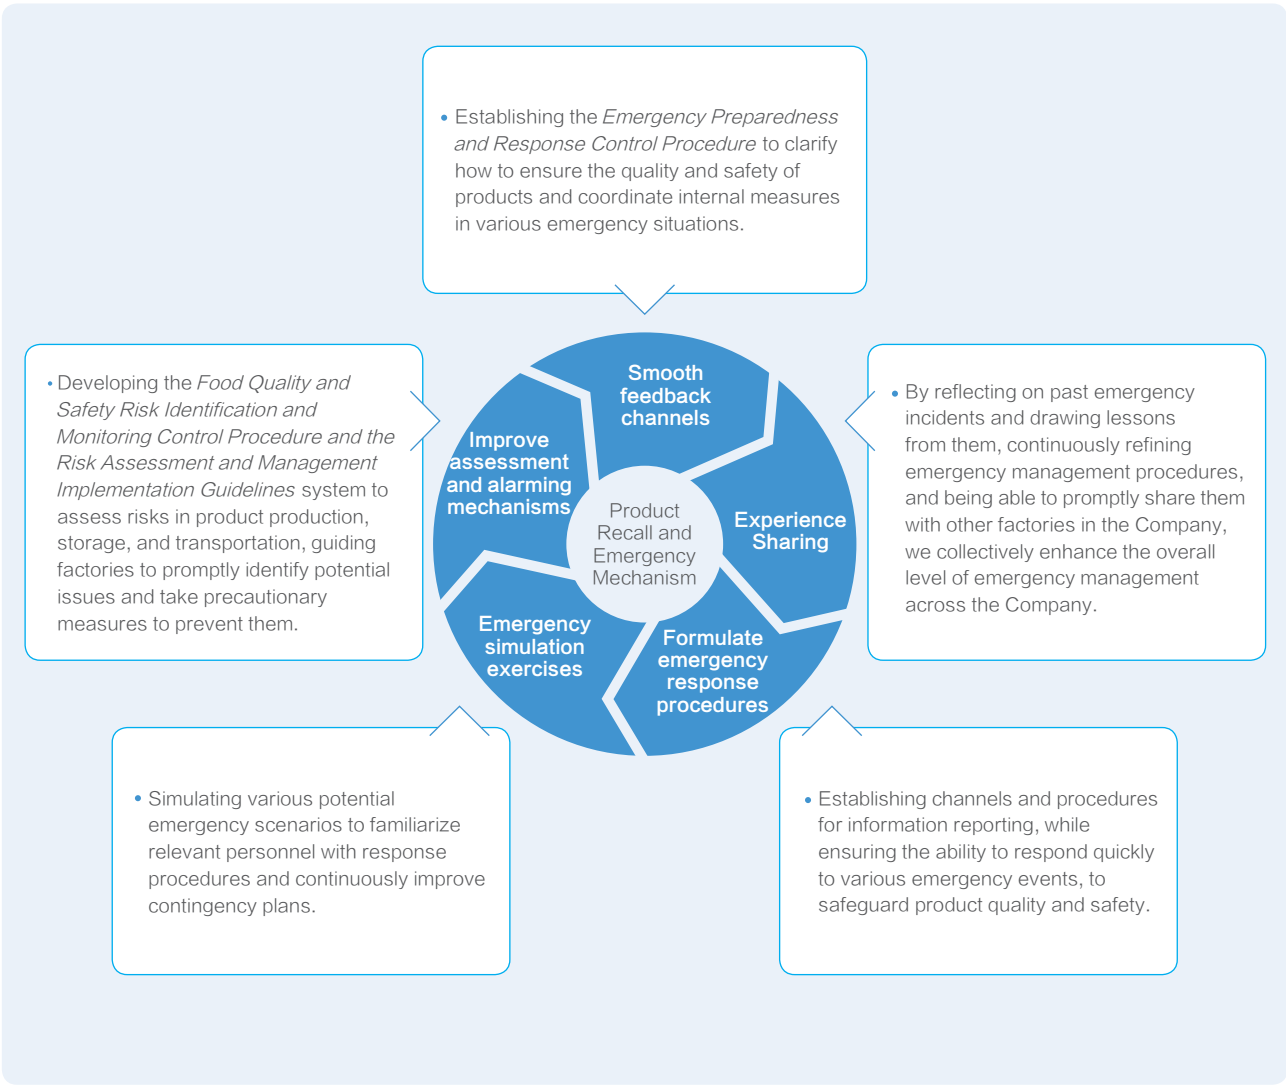 • Establishing the Emergency Preparedness
and Response Control Procedure to clarify
how to ensure the quality and safety of
products and coordinate internal measures
in various emergency situations.
• Developing the Food Quality and
Safety Risk Identification and
Monitoring Control Procedure and the
Risk Assessment and Management
Implementation Guidelines system to
assess risks in product production,
storage, and transportation, guiding
factories to promptly identify potential
issues and take precautionary
measures to prevent them.
Smooth
feedback
channels
Improve
assessment
and alarming
mechanisms
Product
Recall and
Emergency
Mechanism
Experience
Sharing
Emergency
simulation
exercises
Formulate
emergency
response
procedures
• By reflecting on past emergency
incidents and drawing lessons
from them, continuously refining
emergency management procedures,
and being able to promptly share them
with other factories in the Company,
we collectively enhance the overall
level of emergency management
across the Company.
• Simulating various potential
emergency scenarios to familiarize
relevant personnel with response
procedures and continuously improve
contingency plans.
• Establishing channels and procedures
for information reporting, while
ensuring the ability to respond quickly
to various emergency events, to
safeguard product quality and safety.